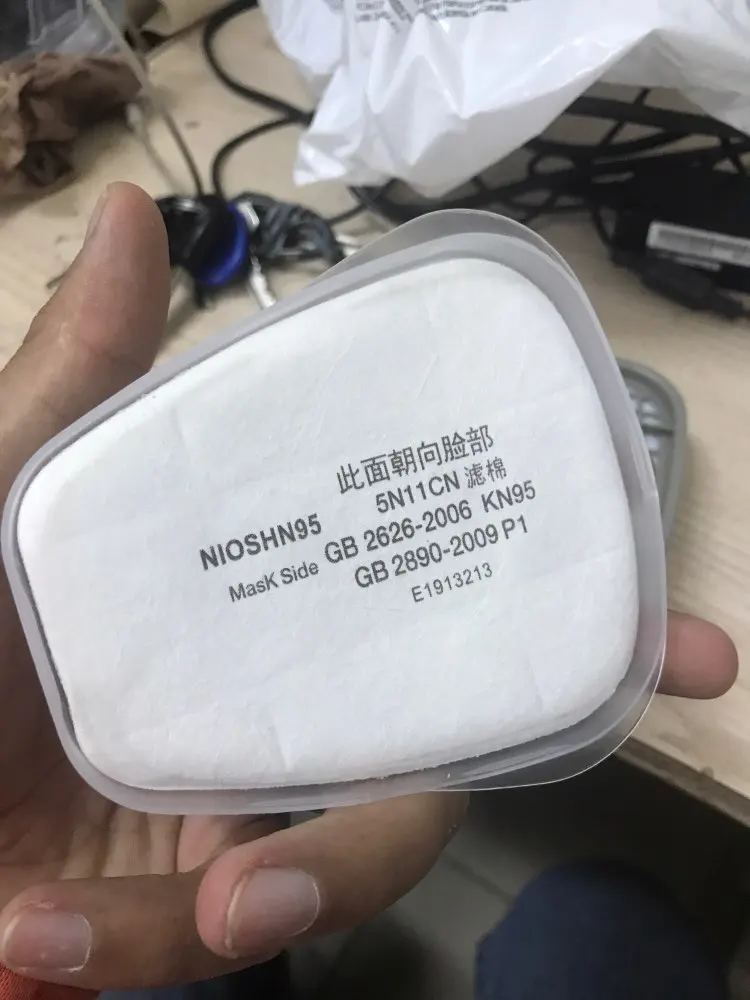 此面朝向脸部
5N11CN 滤棉
NIOSHN95
GB 2626-2006 KN95
MasK Side
GB 2890-2009 P1
E1913213